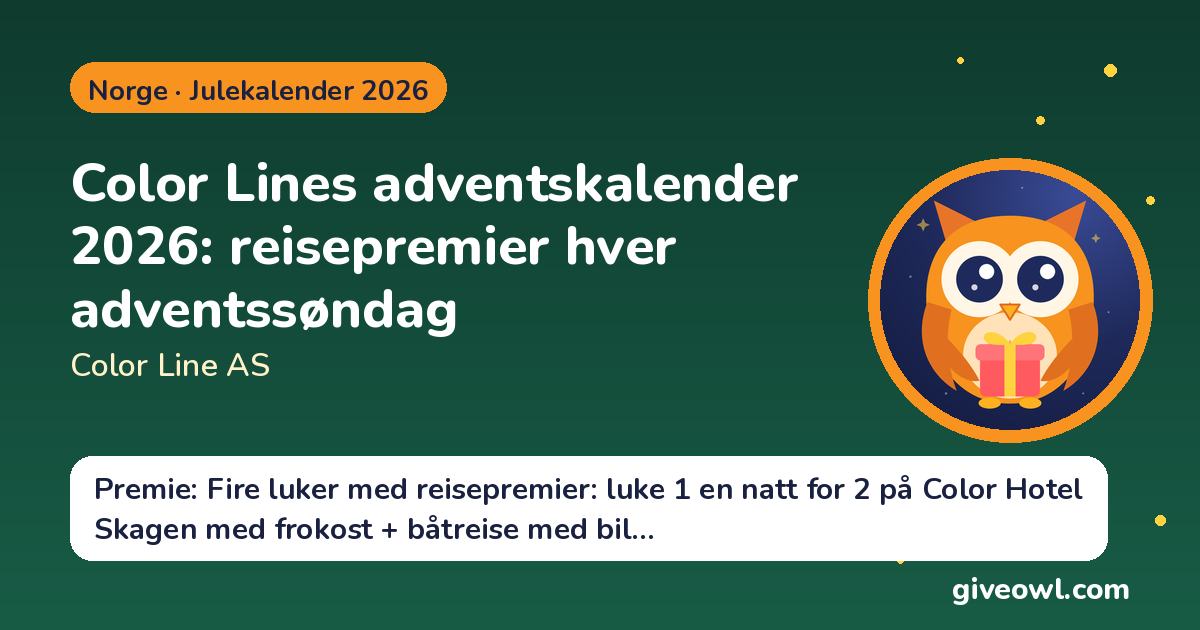 Norge · Julekalender 2026
Color Lines adventskalender
2026: reisepremier hver
adventssøndag
Color Line AS
Premie: Fire luker med reisepremier: luke 1 en natt for 2 på Color Hotel
Skagen med frokost + båtreise med bil...
giveowl.com